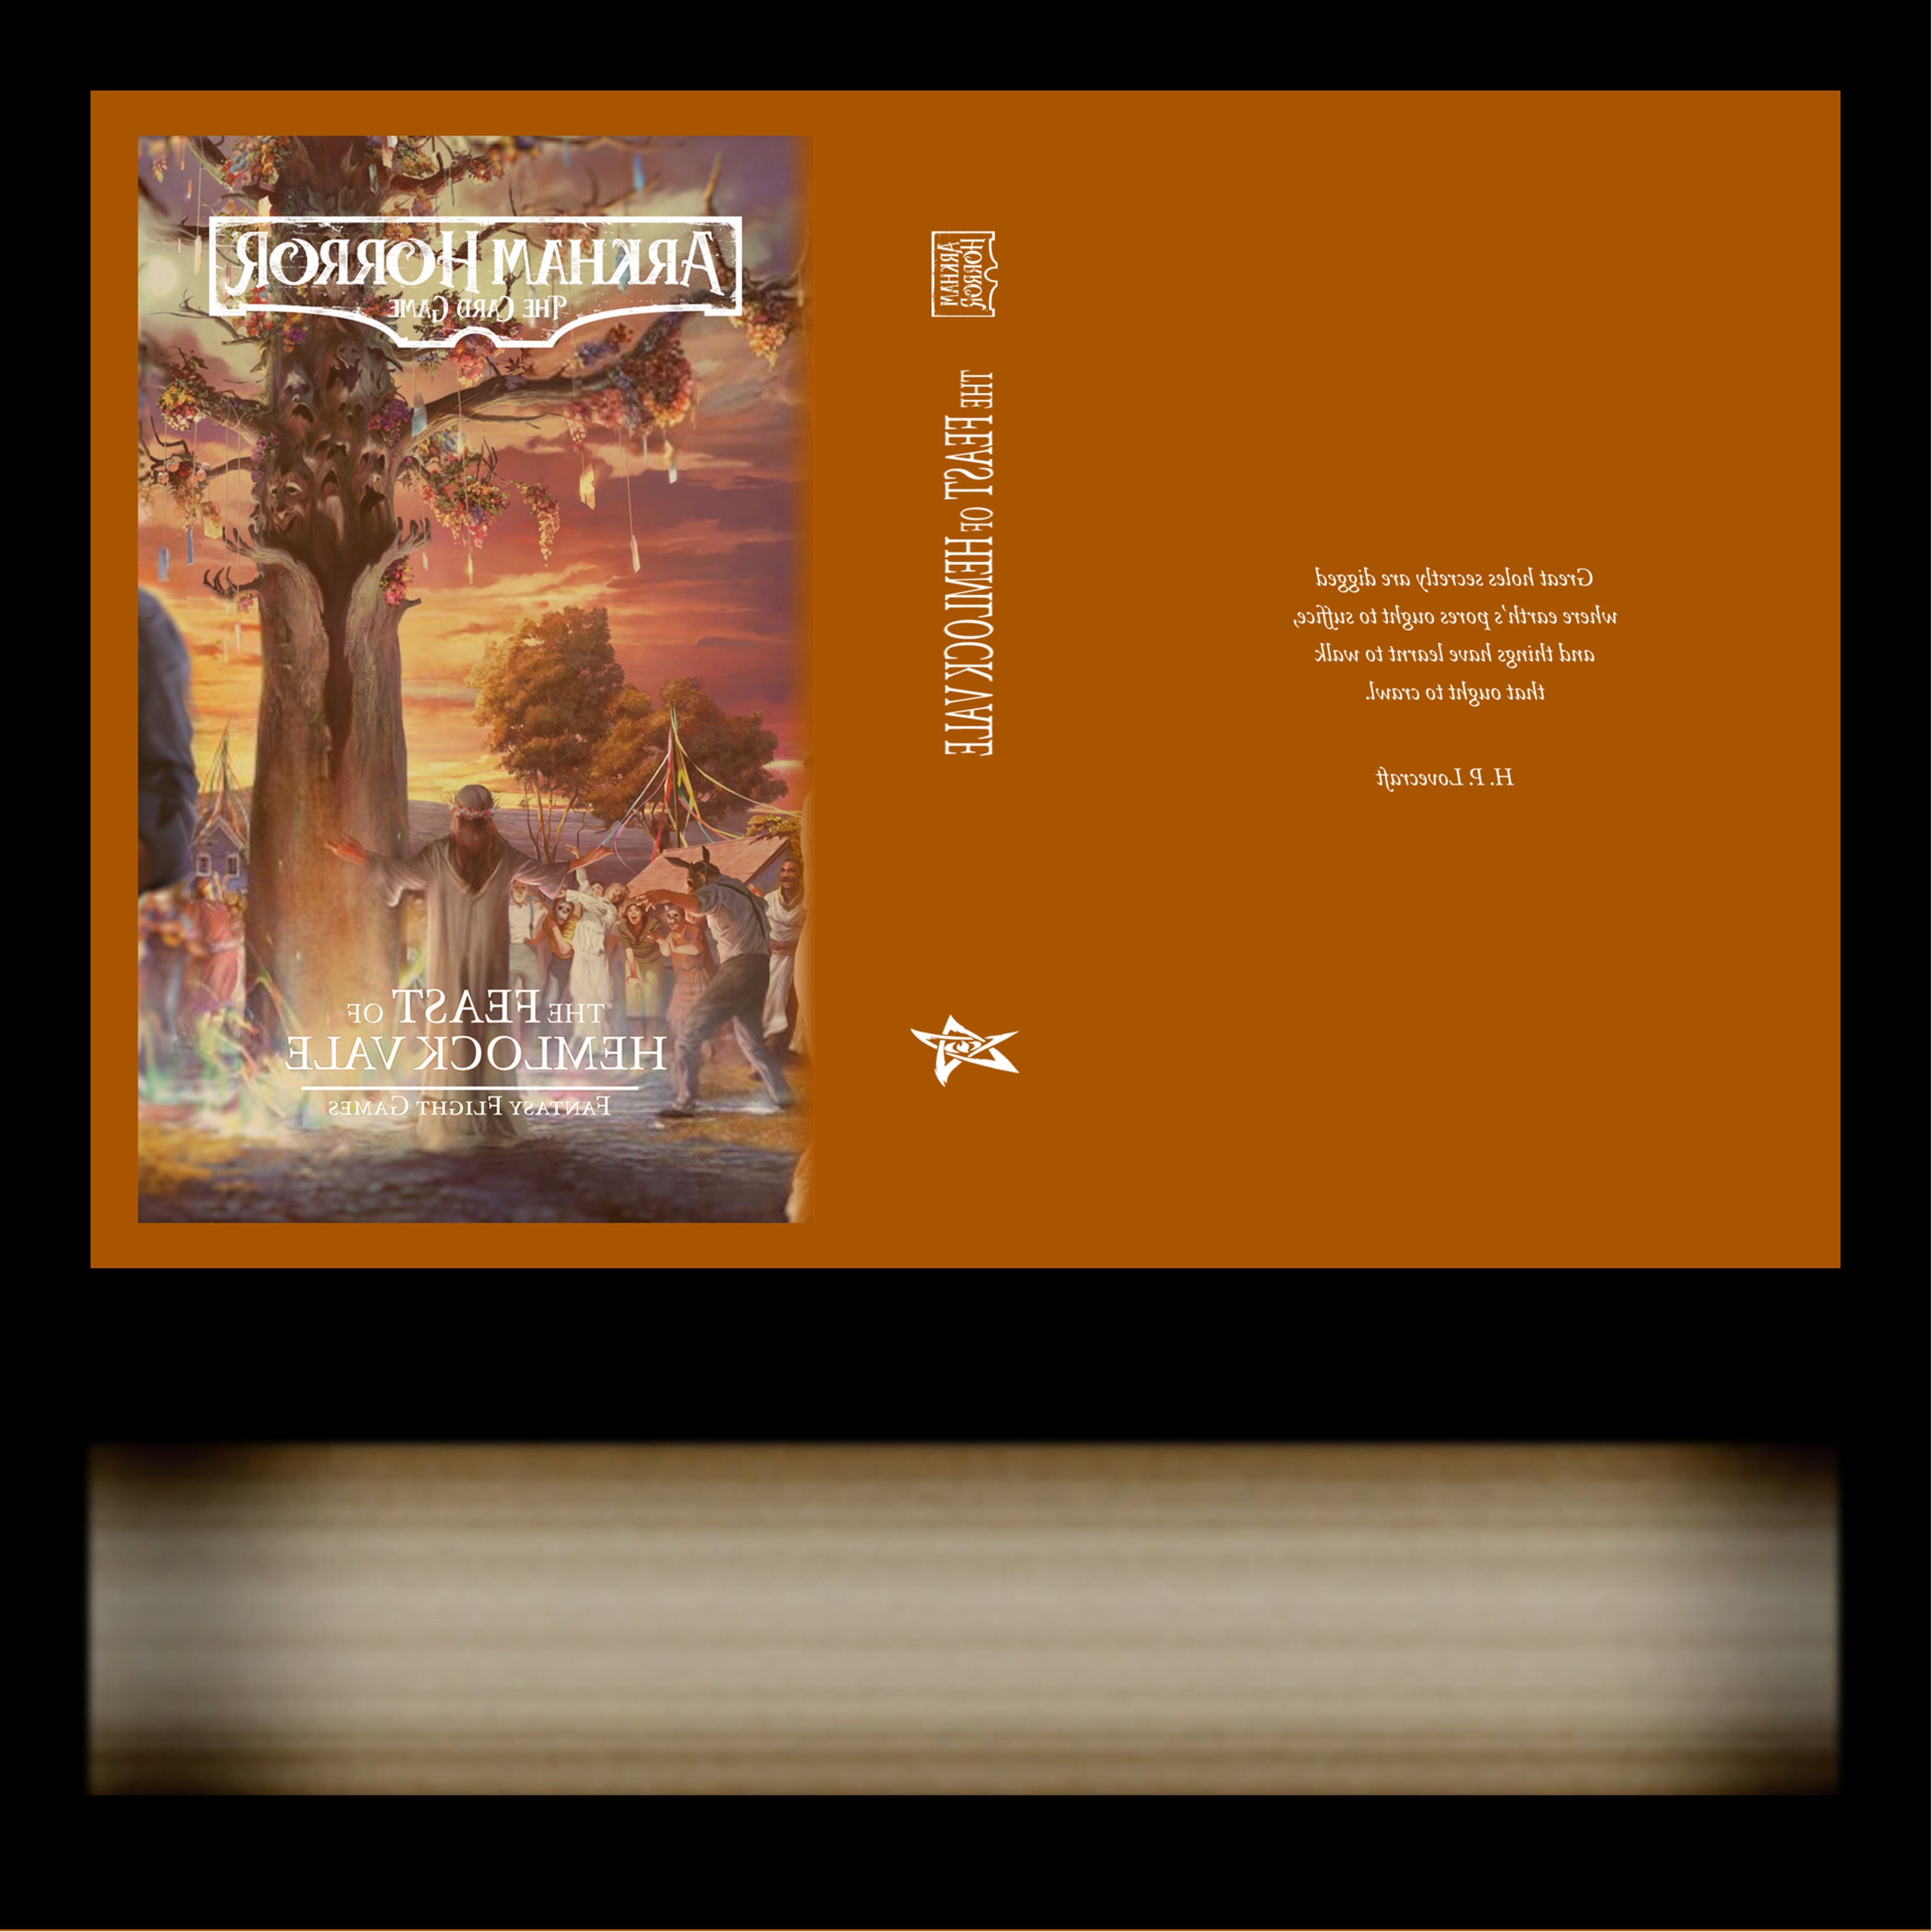 ARKHAM HORROR
THE CARD GAME
THE FEAST OF
HEMLOCK VALE
FANTASY FLIGHT GAMES
ARKHAM
HORROR
THE FEAST OF HEMLOCK VALE
Great holes secretly are digged
where earth's pores ought to suffice,
and things have learnt to walk
that ought to crawl.
H. P. Lovecraft